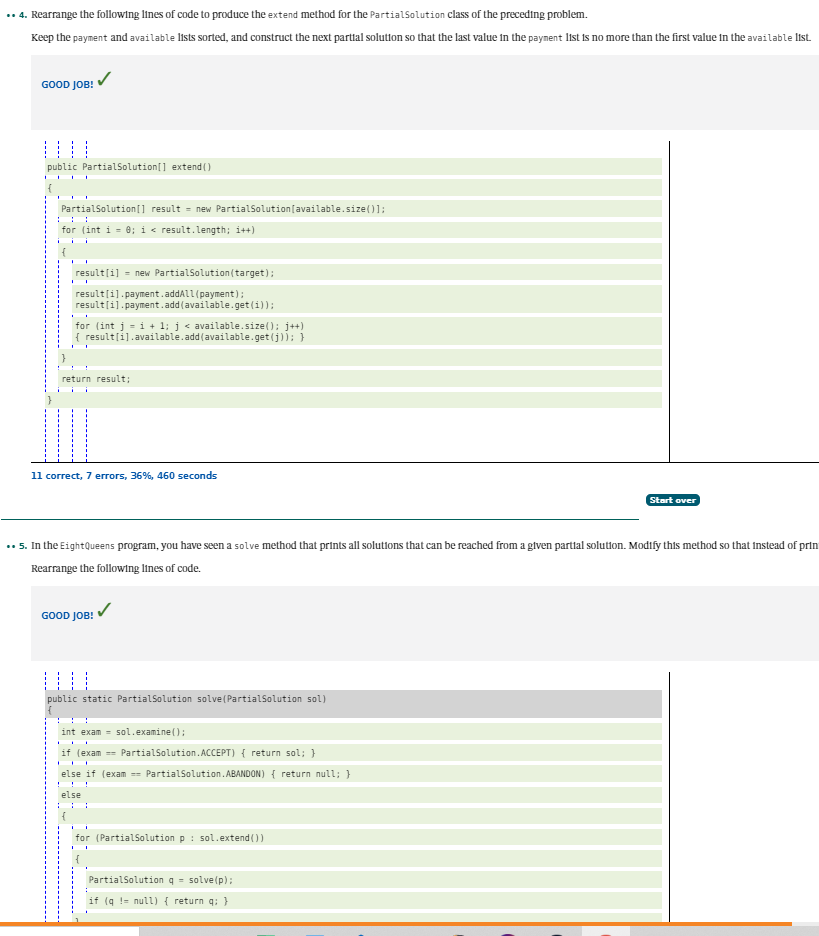 •• 4. Rearrange the following lines of code to produce the extend method for the PartialSolution class of the preceding problem.
Keep the payment and available lists sorted, and construct the next partial solution so that the last value in the payment list is no more than the first value in the available list.
GOOD JOB! ✓
public PartialSolution[] extend()
{
PartialSolution[] result = new PartialSolution[available.size()];
for (int i = 0; i < result.length; i++)
{
result[i] = new PartialSolution(target);
result[i].payment.addAll(payment);
result[i].payment.add(available.get(i));
for (int j = i + 1; j < available.size(); j++)
{ result[i].available.add(available.get(j)); }
}
return result;
}
11 correct, 7 errors, 36%, 460 seconds
Start over
•• 5. In the EightQueens program, you have seen a solve method that prints all solutions that can be reached from a given partial solution. Modify this method so that instead of prin
Rearrange the following lines of code.
GOOD JOB! ✓
public static PartialSolution solve(PartialSolution sol)
{
int exam = sol.examine();
if (exam == PartialSolution.ACCEPT) { return sol; }
else if (exam == PartialSolution.ABANDON) { return null; }
else
{
for (PartialSolution p : sol.extend())
{
PartialSolution q = solve(p);
if (q != null) { return q; }
}